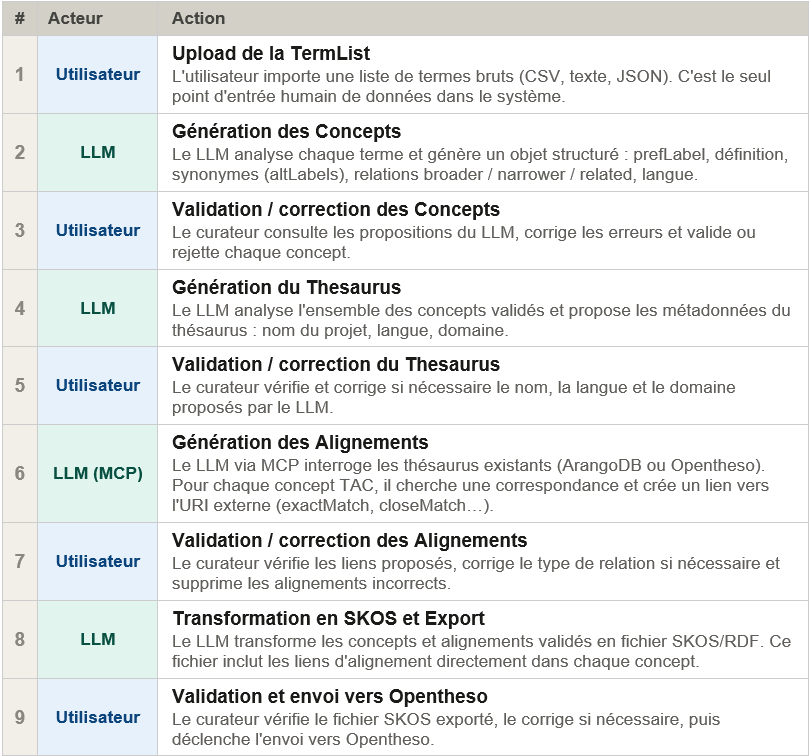 # Acteur Action
1 Utilisateur Upload de la TermList
L'utilisateur importe une liste de termes bruts (CSV, texte, JSON). C'est le seul
point d'entrée humain de données dans le système.
2 LLM Génération des Concepts
Le LLM analyse chaque terme et génère un objet structuré : prefLabel, définition,
synonymes (altLabels), relations broader / narrower / related, langue.
3 Utilisateur Validation / correction des Concepts
Le curateur consulte les propositions du LLM, corrige les erreurs et valide ou
rejette chaque concept.
4 LLM Génération du Thesaurus
Le LLM analyse l'ensemble des concepts validés et propose les métadonnées du
thésaurus : nom du projet, langue, domaine.
5 Utilisateur Validation / correction du Thesaurus
Le curateur vérifie et corrige si nécessaire le nom, la langue et le domaine
proposés par le LLM.
6 LLM (MCP) Génération des Alignements
Le LLM via MCP interroge les thésaurus existants (ArangoDB ou Opentheso).
Pour chaque concept TAC, il cherche une correspondance et crée un lien vers
l'URI externe (exactMatch, closeMatch…).
7 Utilisateur Validation / correction des Alignements
Le curateur vérifie les liens proposés, corrige le type de relation si nécessaire et
supprime les alignements incorrects.
8 LLM Transformation en SKOS et Export
Le LLM transforme les concepts et alignements validés en fichier SKOS/RDF. Ce
fichier inclut les liens d'alignement directement dans chaque concept.
9 Utilisateur Validation et envoi vers Opentheso
Le curateur vérifie le fichier SKOS exporté, le corrige si nécessaire, puis
déclenche l'envoi vers Opentheso.